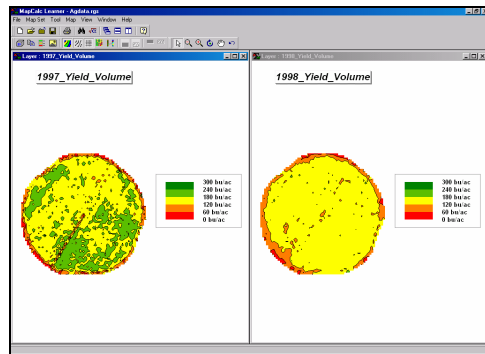 MapCalc Learner - Agdata.rgs
File Map Set Tool Map View Window Help
Layer : 1997_Yield_Volume
Layer : 1998_Yield_Volume
1997_Yield_Volume
1998_Yield_Volume
300 bu/ac
240 bu/ac
180 bu/ac
120 bu/ac
60 bu/ac
0 bu/ac
300 bu/ac
240 bu/ac
180 bu/ac
120 bu/ac
60 bu/ac
0 bu/ac